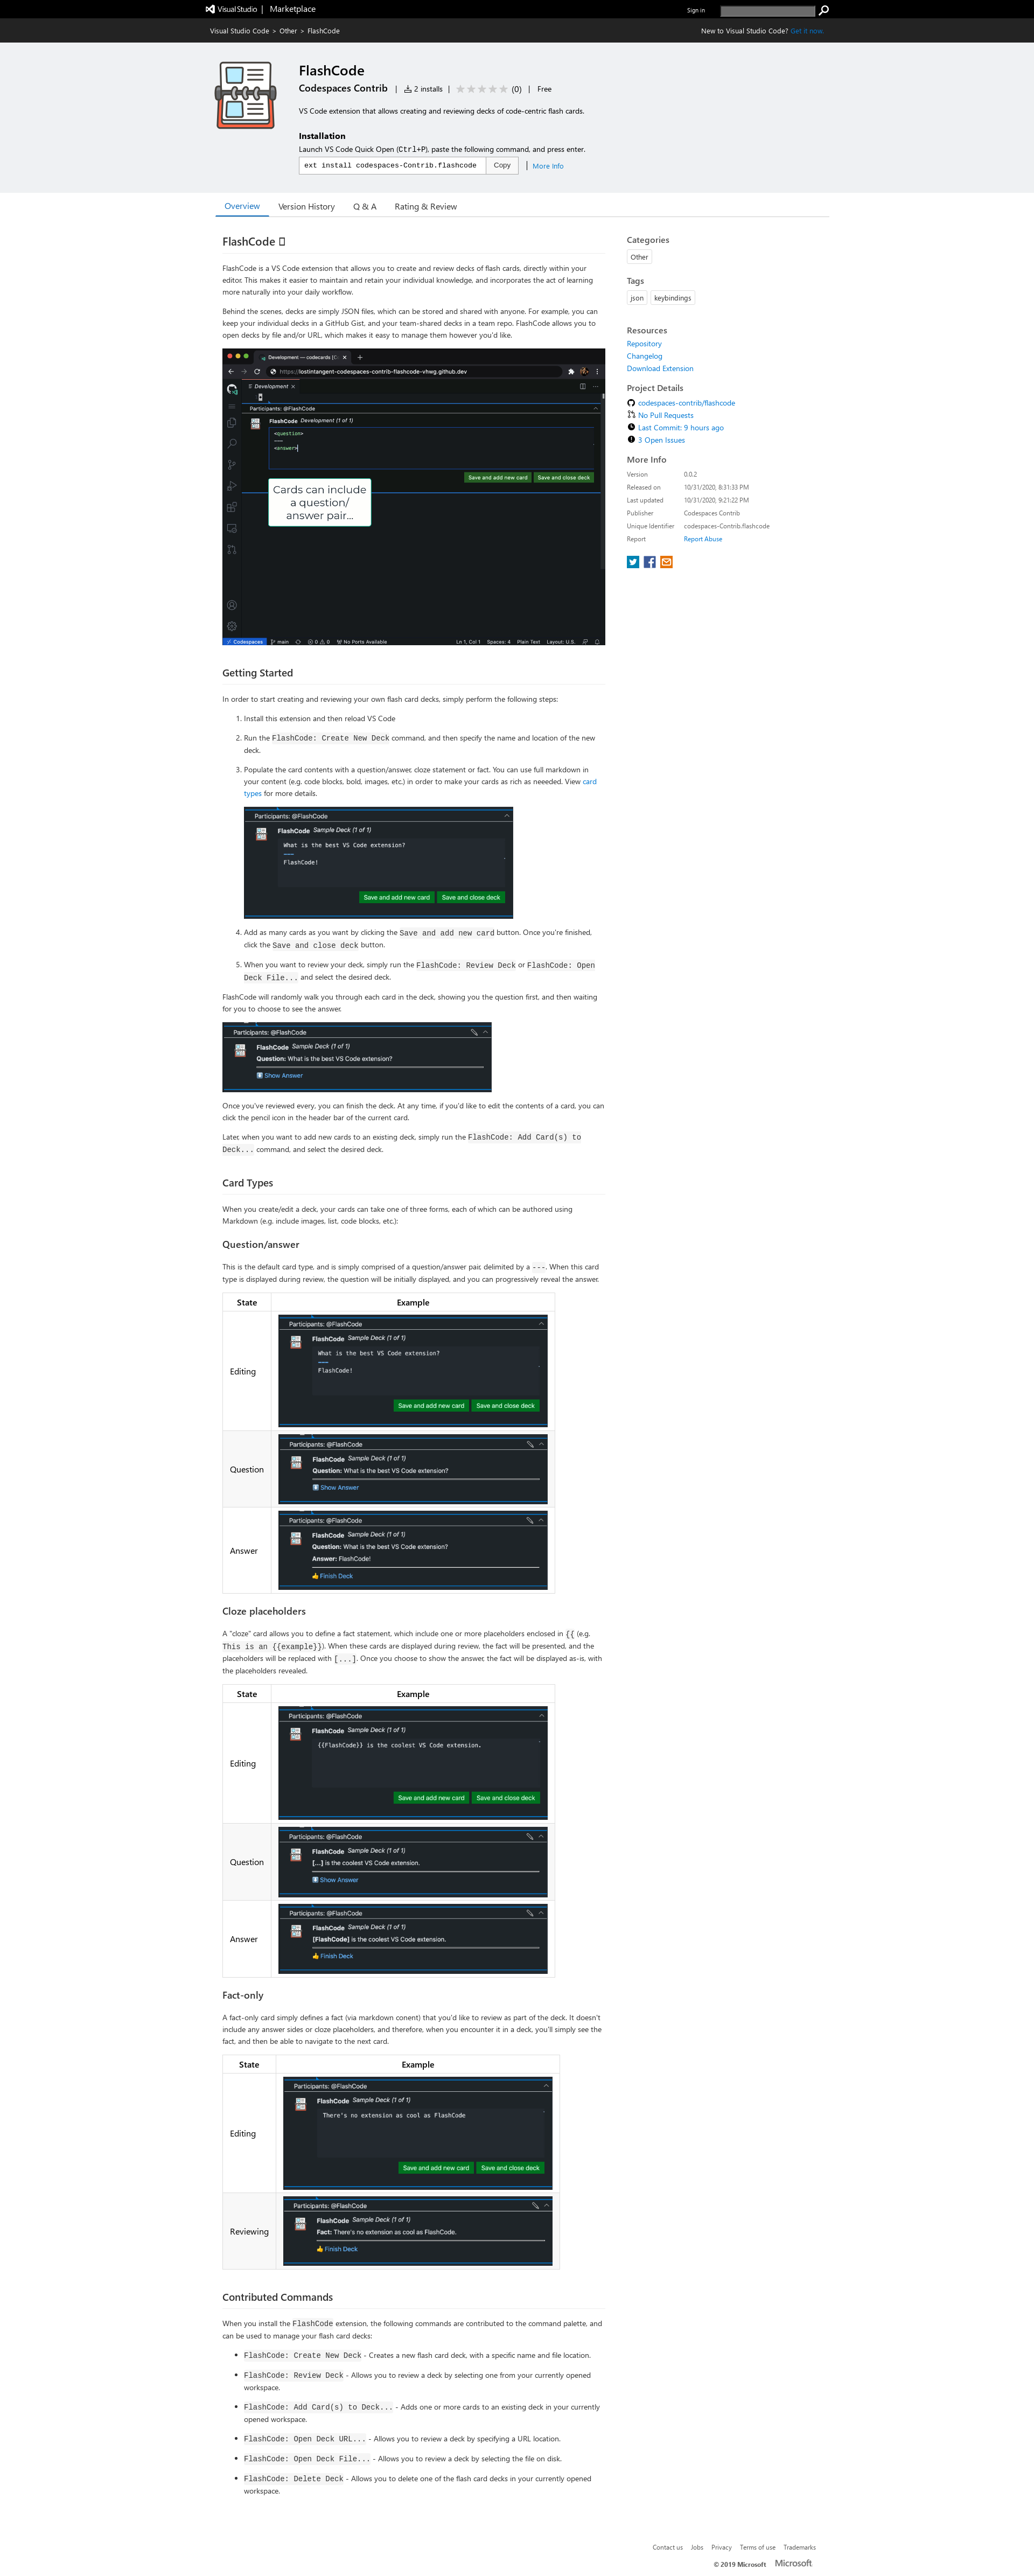 Visual Studio | Marketplace
Sign in
Visual Studio Code > Other > FlashCode
New to Visual Studio Code? Get it now.
FlashCode
Codespaces Contrib | 2 installs | (0) | Free
VS Code extension that allows creating and reviewing decks of code-centric flash cards.
Installation
Launch VS Code Quick Open (Ctrl+P), paste the following command, and press enter.
ext install codespaces-Contrib.flashcode
Copy
More Info
Overview
Version History
Q & A
Rating & Review
FlashCode
FlashCode is a VS Code extension that allows you to create and review decks of flash cards, directly within your
editor. This makes it easier to maintain and retain your individual knowledge, and incorporates the act of learning
more naturally into your daily workflow.
Behind the scenes, decks are simply JSON files, which can be stored and shared with anyone. For example, you can
keep your individual decks in a GitHub Gist, and your team-shared decks in a team repo. FlashCode allows you to
open decks by file and/or URL, which makes it easy to manage them however you'd like.
Development — codecards [C
https://lostintangent-codespaces-contrib-flashcode-vhwg.github.dev
Development
Participants: @FlashCode
FlashCode Development (1 of 1)
<question>
---
<answer>
Save and add new card
Save and close deck
Cards can include
a question/
answer pair...
Codespaces main 0 0 No Ports Available Ln 1, Col 1 Spaces: 4 Plain Text Layout: U.S.
Getting Started
In order to start creating and reviewing your own flash card decks, simply perform the following steps:
1. Install this extension and then reload VS Code
2. Run the FlashCode: Create New Deck command, and then specify the name and location of the new
deck.
3. Populate the card contents with a question/answer, cloze statement or fact. You can use full markdown in
your content (e.g. code blocks, bold, images, etc.) in order to make your cards as rich as neeeded. View card
types for more details.
Participants: @FlashCode
FlashCode Sample Deck (1 of 1)
What is the best VS Code extension?
---
FlashCode!
Save and add new card
Save and close deck
4. Add as many cards as you want by clicking the Save and add new card button. Once you're finished,
click the Save and close deck button.
5. When you want to review your deck, simply run the FlashCode: Review Deck or FlashCode: Open
Deck File... and select the desired deck.
FlashCode will randomly walk you through each card in the deck, showing you the question first, and then waiting
for you to choose to see the answer.
Participants: @FlashCode
FlashCode Sample Deck (1 of 1)
Question: What is the best VS Code extension?
Show Answer
Once you've reviewed every, you can finish the deck. At any time, if you'd like to edit the contents of a card, you can
click the pencil icon in the header bar of the current card.
Later, when you want to add new cards to an existing deck, simply run the FlashCode: Add Card(s) to
Deck... command, and select the desired deck.
Card Types
When you create/edit a deck, your cards can take one of three forms, each of which can be authored using
Markdown (e.g. include images, list, code blocks, etc.):
Question/answer
This is the default card type, and is simply comprised of a question/answer pair, delimited by a ---. When this card
type is displayed during review, the question will be initially displayed, and you can progressively reveal the answer.
State Example
Editing
Participants: @FlashCode
FlashCode Sample Deck (1 of 1)
What is the best VS Code extension?
---
FlashCode!
Save and add new card
Save and close deck
Question
Participants: @FlashCode
FlashCode Sample Deck (1 of 1)
Question: What is the best VS Code extension?
Show Answer
Answer
Participants: @FlashCode
FlashCode Sample Deck (1 of 1)
Question: What is the best VS Code extension?
Answer: FlashCode!
Finish Deck
Cloze placeholders
A "cloze" card allows you to define a fact statement, which include one or more placeholders enclosed in {{ (e.g.
This is an {{example}}). When these cards are displayed during review, the fact will be presented, and the
placeholders will be replaced with [...]. Once you choose to show the answer, the fact will be displayed as-is, with
the placeholders revealed.
State Example
Editing
Participants: @FlashCode
FlashCode Sample Deck (1 of 1)
{{FlashCode}} is the coolest VS Code extension.
Save and add new card
Save and close deck
Question
Participants: @FlashCode
FlashCode Sample Deck (1 of 1)
[...] is the coolest VS Code extension.
Show Answer
Answer
Participants: @FlashCode
FlashCode Sample Deck (1 of 1)
[FlashCode] is the coolest VS Code extension.
Finish Deck
Fact-only
A fact-only card simply defines a fact (via markdown conent) that you'd like to review as part of the deck. It doesn't
include any answer sides or cloze placeholders, and therefore, when you encounter it in a deck, you'll simply see the
fact, and then be able to navigate to the next card.
State Example
Editing
Participants: @FlashCode
FlashCode Sample Deck (1 of 1)
There's no extension as cool as FlashCode
Save and add new card
Save and close deck
Reviewing
Participants: @FlashCode
FlashCode Sample Deck (1 of 1)
Fact: There's no extension as cool as FlashCode.
Finish Deck
Contributed Commands
When you install the FlashCode extension, the following commands are contributed to the command palette, and
can be used to manage your flash card decks:
• FlashCode: Create New Deck - Creates a new flash card deck, with a specific name and file location.
• FlashCode: Review Deck - Allows you to review a deck by selecting one from your currently opened
workspace.
• FlashCode: Add Card(s) to Deck... - Adds one or more cards to an existing deck in your currently
opened workspace.
• FlashCode: Open Deck URL... - Allows you to review a deck by specifying a URL location.
• FlashCode: Open Deck File... - Allows you to review a deck by selecting the file on disk.
• FlashCode: Delete Deck - Allows you to delete one of the flash card decks in your currently opened
workspace.
Categories
Other
Tags
json
keybindings
Resources
Repository
Changelog
Download Extension
Project Details
codespaces-contrib/flashcode
No Pull Requests
Last Commit: 9 hours ago
3 Open Issues
More Info
Version 0.0.2
Released on 10/31/2020, 8:31:33 PM
Last updated 10/31/2020, 9:21:22 PM
Publisher Codespaces Contrib
Unique Identifier codespaces-Contrib.flashcode
Report Report Abuse
Contact us Jobs Privacy Terms of use Trademarks
© 2019 Microsoft Microsoft